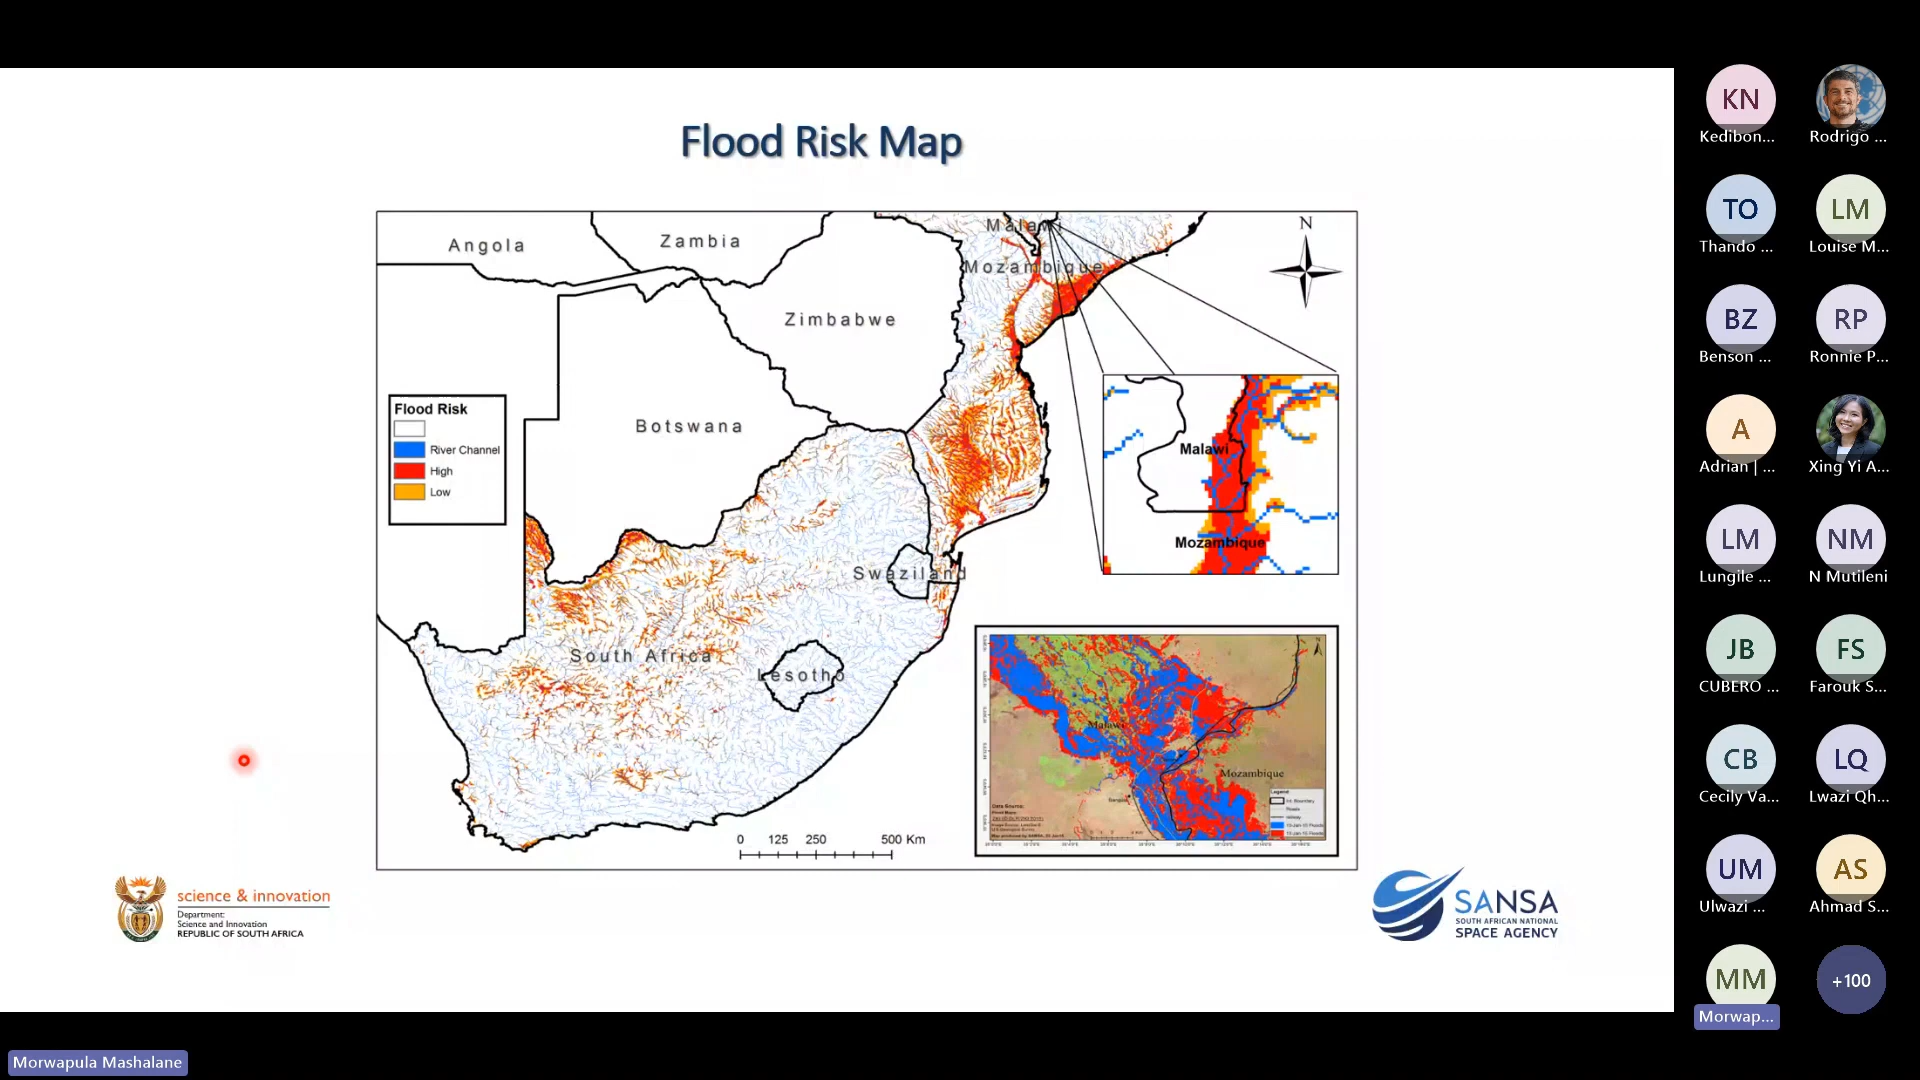 Flood Risk Map
Angola
Zambia
Malawi
Mozambique
N
Zimbabwe
Botswana
Flood Risk
River Channel
High
Low
Malawi
Mozambique
Swaziland
South Africa
Lesotho
0 125 250 500 Km
Malawi
Mozambique
Data Source:
Legend
science & innovation
Department:
Science and Innovation
REPUBLIC OF SOUTH AFRICA
SANSA
SOUTH AFRICAN NATIONAL
SPACE AGENCY
KN
Kedibon...
Rodrigo ...
TO
Thando ...
LM
Louise M...
BZ
Benson ...
RP
Ronnie P...
A
Adrian | ...
Xing Yi A...
LM
Lungile ...
NM
N Mutileni
JB
CUBERO ...
FS
Farouk S...
CB
Cecily Va...
LQ
Lwazi Qh...
UM
Ulwazi ...
AS
Ahmad S...
MM
Morwap...
+100
Morwapula Mashalane